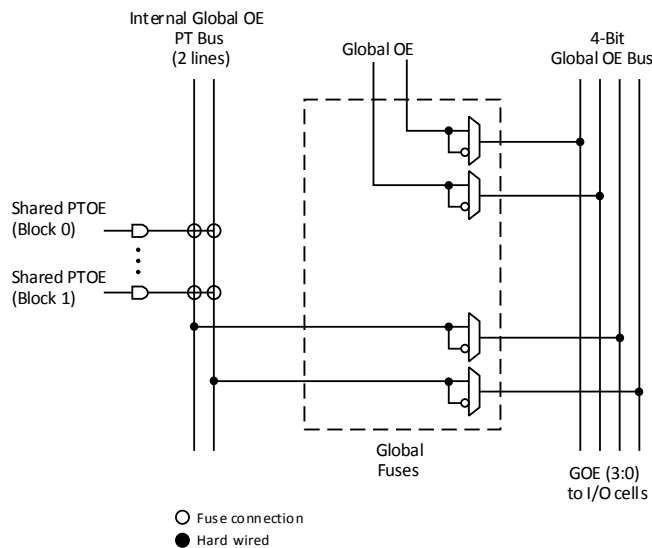 Internal Global OE
PT Bus
(2 lines)
Global OE
4-Bit
Global OE Bus
Shared PTOE
(Block 0)
Shared PTOE
(Block 1)
Global
Fuses
GOE (3:0)
to I/O cells
Fuse connection
Hard wired